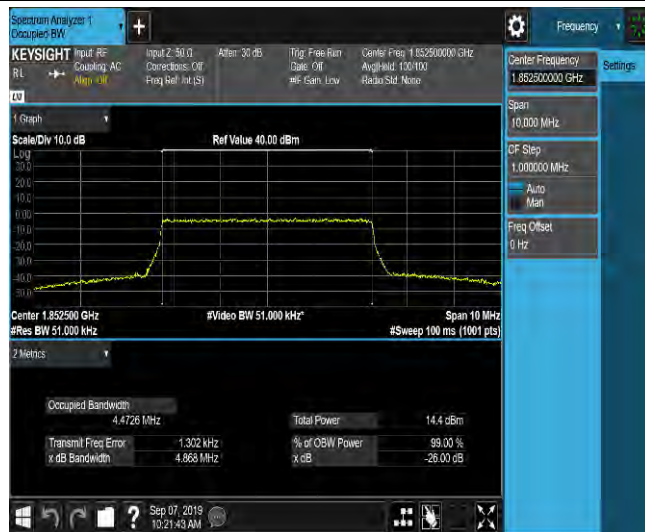 Spectrum Analyzer 1
Occupied BW
Frequency
KEYSIGHT
Input: RF
Input Z: 50 Ω
Atten: 30 dB
Trig: Free Run
Center Freq: 1.852500000 GHz
RL
Coupling: AC
Corrections: Off
Gate: Off
Avg|Hold: 100/100
Align: Off
Freq Ref: Int (S)
#IF Gain: Low
Radio Std: None
1 Graph
Scale/Div 10.0 dB
Ref Value 40.00 dBm
Log
30.0
20.0
10.0
0.00
-10.0
-20.0
-30.0
-40.0
-50.0
Center 1.852500 GHz
#Video BW 51.000 kHz*
Span 10 MHz
#Res BW 51.000 kHz
#Sweep 100 ms (1001 pts)
2 Metrics
Occupied Bandwidth
4.4726 MHz
Total Power
14.4 dBm
Transmit Freq Error
1.302 kHz
% of OBW Power
99.00 %
x dB Bandwidth
4.868 MHz
x dB
-26.00 dB
Sep 07, 2019
10:21:43 AM
Center Frequency
1.852500000 GHz
Settings
Span
10.000 MHz
CF Step
1.000000 MHz
Auto
Man
Freq Offset
0 Hz